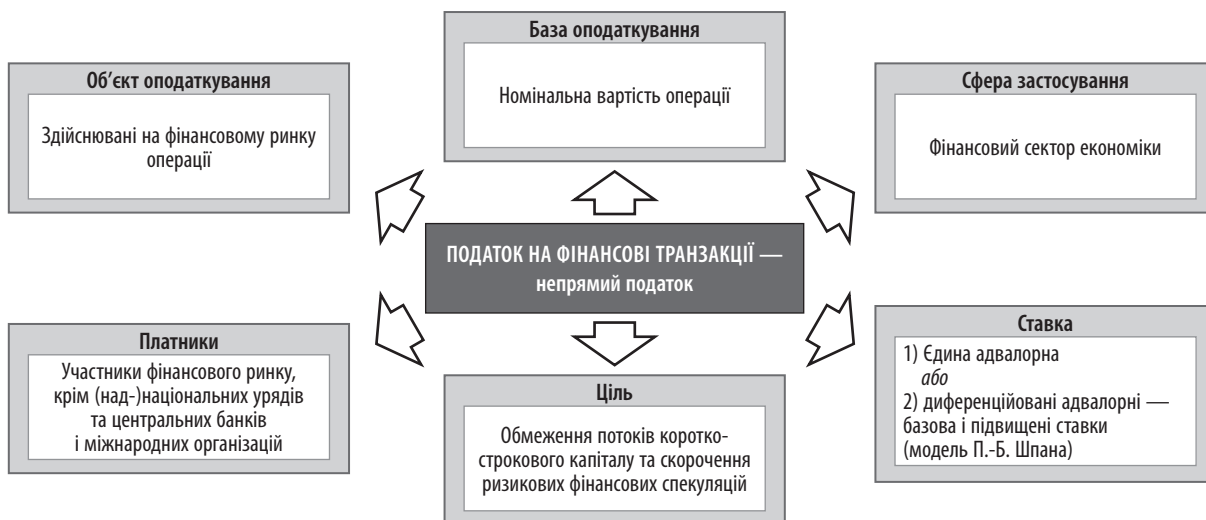 База оподаткування
Номінальна вартість операції
Об’єкт оподаткування
Здійснювані на фінансовому ринку
операції
Сфера застосування
Фінансовий сектор економіки
ПОДАТОК НА ФІНАНСОВІ ТРАНЗАКЦІЇ —
непрямий податок
Платники
Участники фінансового ринку,
крім (над-)національних урядів
та центральних банків
і міжнародних організацій
Ціль
Обмеження потоків коротко-
строкового капіталу та скорочення
ризикових фінансових спекуляцій
Ставка
1) Єдина адвалорна
або
2) диференційовані адвалорні —
базова і підвищені ставки
(модель П.-Б. Шпана)